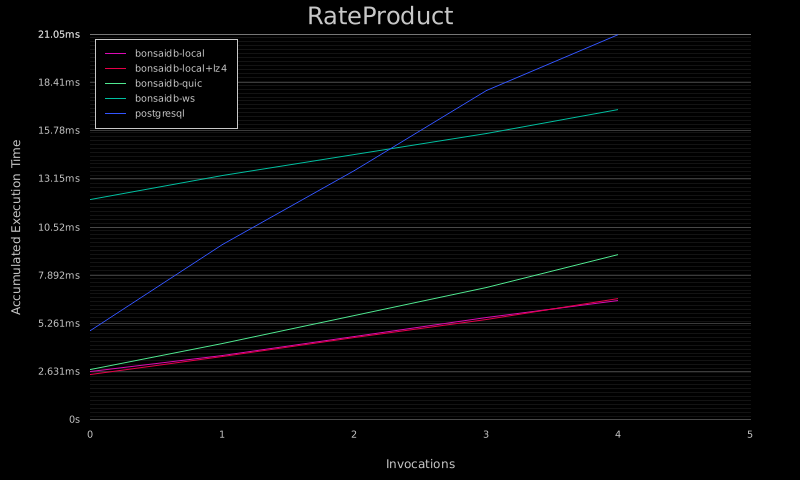 RateProduct
21.05ms
18.41ms
15.78ms
13.15ms
10.52ms
7.892ms
5.261ms
2.631ms
0s
bonsaidb-local
bonsaidb-local+lz4
bonsaidb-quic
bonsaidb-ws
postgresql
Accumulated Execution Time
0 1 2 3 4 5
Invocations